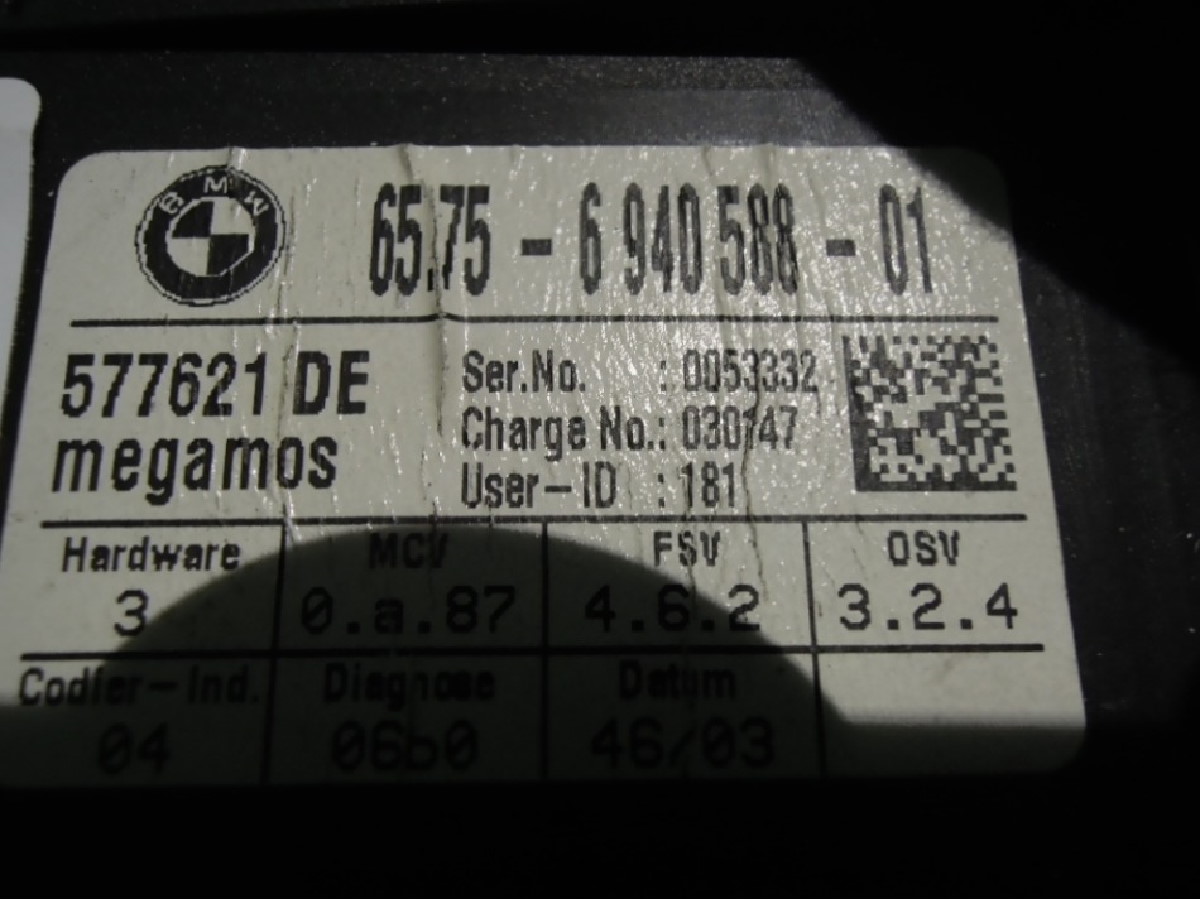 BMW
65.75 - 6 940 588 - 01
577621 DE
megamos
Ser.No. : 0053332
Charge No.: 030147
User-ID : 181
Hardware MCV FSV OSV
3 0.a.87 4.6.2 3.2.4
Codier-Ind. Diagnose Datum
04 06b0 46/03